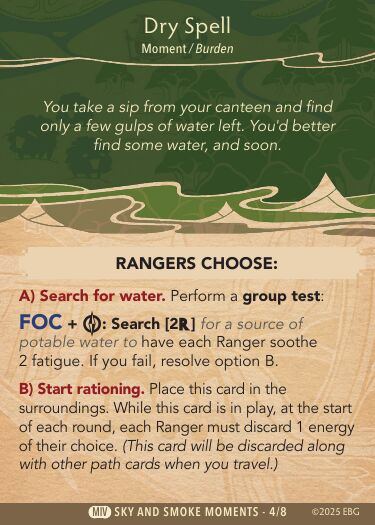 Dry Spell
Moment / Burden
You take a sip from your canteen and find
only a few gulps of water left. You'd better
find some water, and soon.
RANGERS CHOOSE:
A) Search for water. Perform a group test:
FOC + : Search [2R] for a source of
potable water to have each Ranger soothe
2 fatigue. If you fail, resolve option B.
B) Start rationing. Place this card in the
surroundings. While this card is in play, at the start
of each round, each Ranger must discard 1 energy
of their choice. (This card will be discarded along
with other path cards when you travel.)
MIV SKY AND SMOKE MOMENTS - 4/8 ©2025 EBG